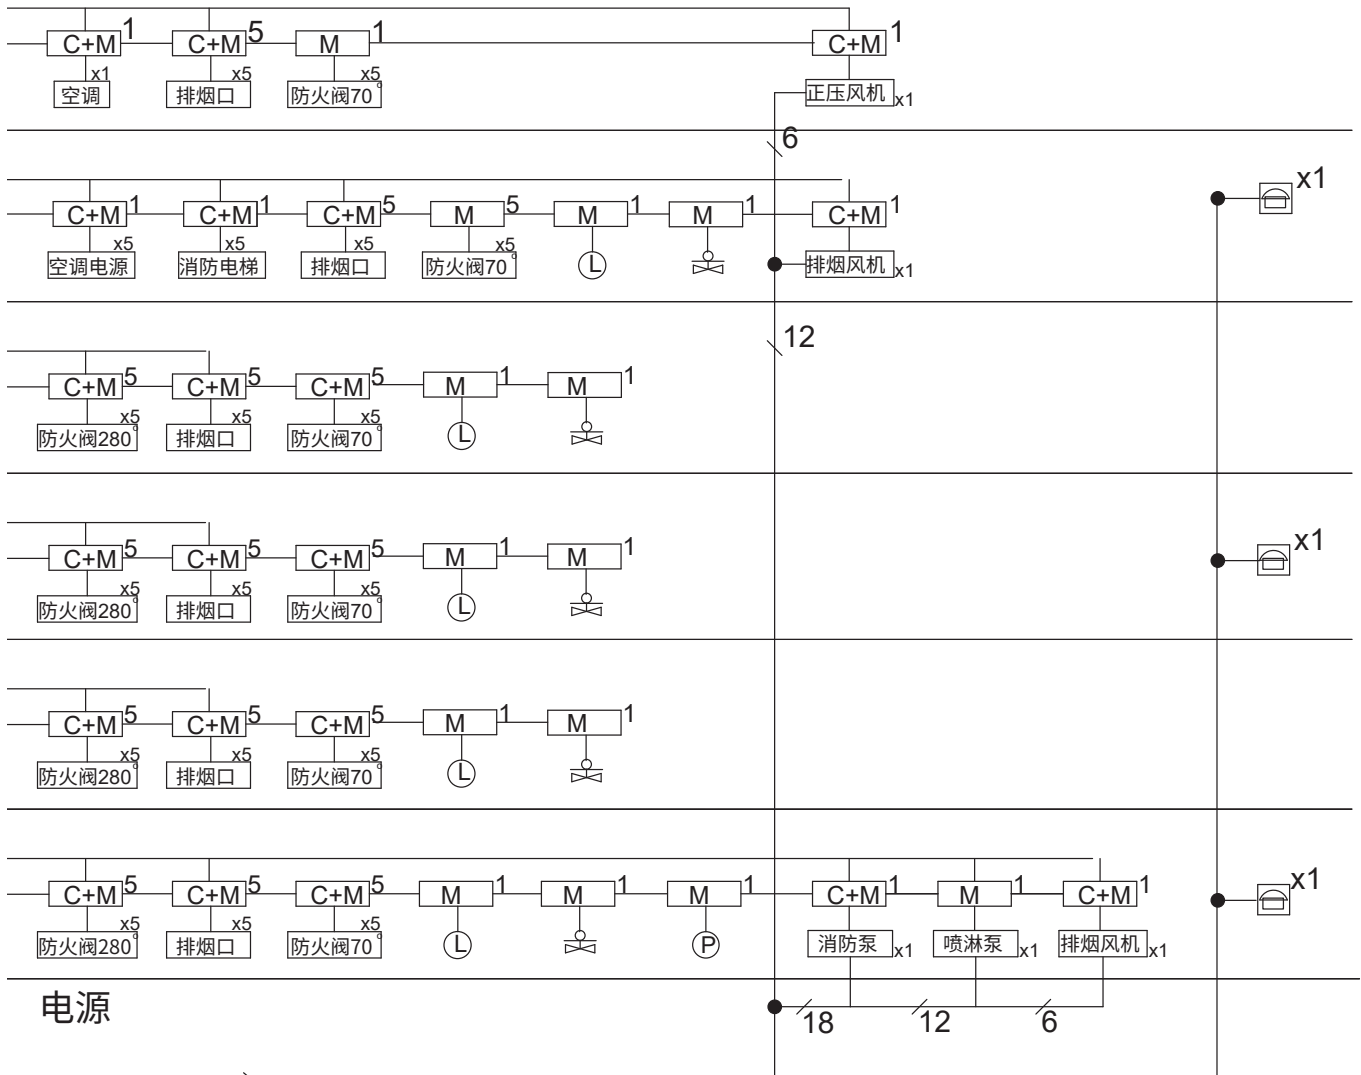 C+M 1 C+M 5 M 1 C+M 1
x1 x5 x5
空调 排烟口 防火阀70° 正压风机 x1
6
x1
C+M 1 C+M 1 C+M 5 M 5 M 1 M 1 C+M 1
x5 x5 x5 x5
空调电源 消防电梯 排烟口 防火阀70° L 排烟风机 x1
12
C+M 5 C+M 5 C+M 5 M 1 M 1
x5 x5 x5
防火阀280° 排烟口 防火阀70° L
x1
C+M 5 C+M 5 C+M 5 M 1 M 1
x5 x5 x5
防火阀280° 排烟口 防火阀70° L
C+M 5 C+M 5 C+M 5 M 1 M 1
x5 x5 x5
防火阀280° 排烟口 防火阀70° L
x1
C+M 5 C+M 5 C+M 5 M 1 M 1 M 1 C+M 1 M 1 C+M 1
x5 x5 x5
防火阀280° 排烟口 防火阀70° L P 消防泵 x1 喷淋泵 x1 排烟风机 x1
电源
18 12 6